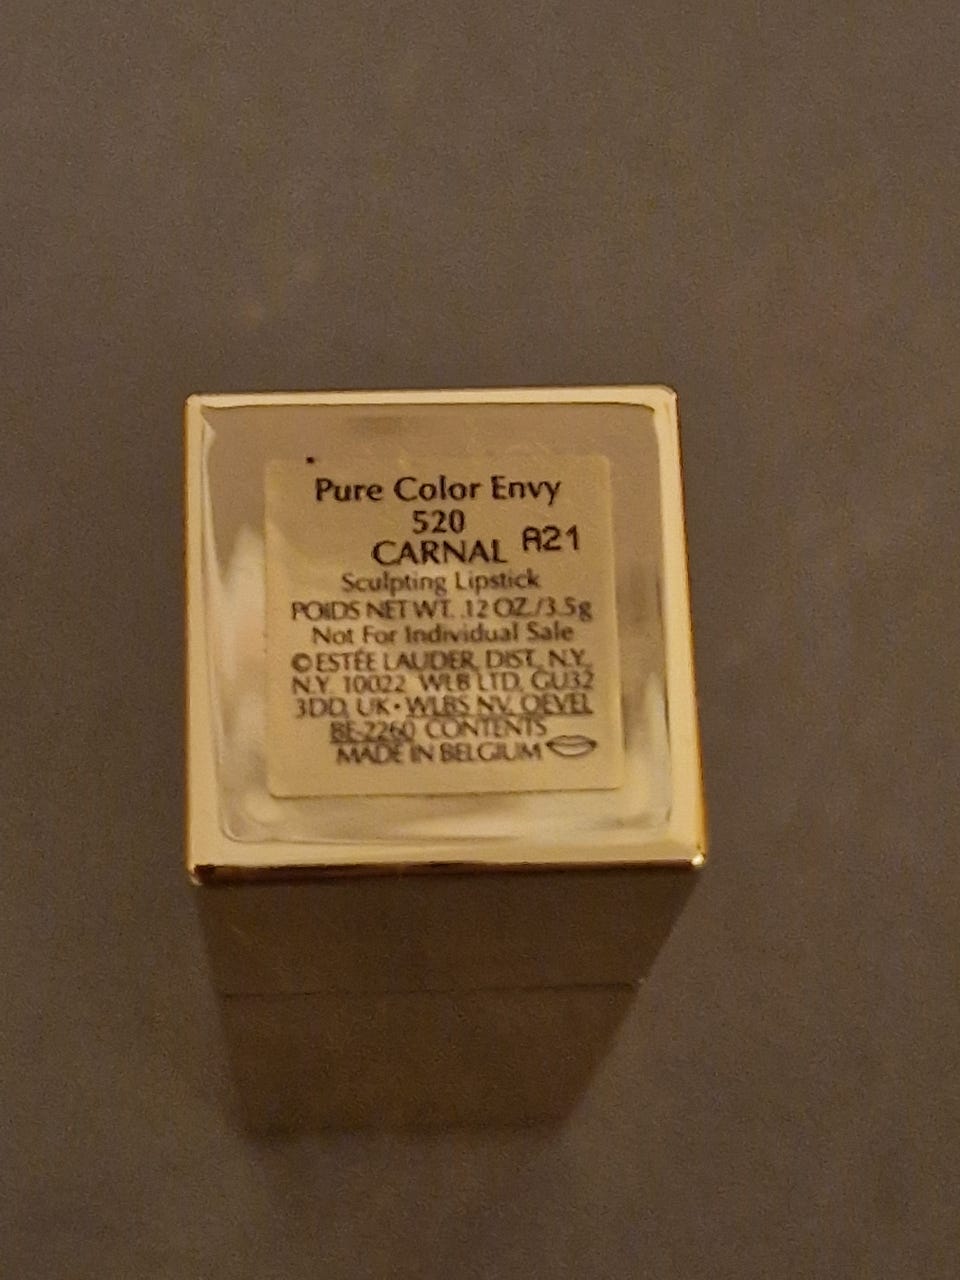 Pure Color Envy
520
CARNAL A21
Sculpting Lipstick
POIDS NET WT. .12 OZ./3.5g
Not For Individual Sale
© ESTÉE LAUDER, DIST. N.Y.,
N.Y. 10022 WLB LTD, GU32
3DD, UK • WLBS NV, OEVEL
BE-2260 CONTENTS
MADE IN BELGIUM